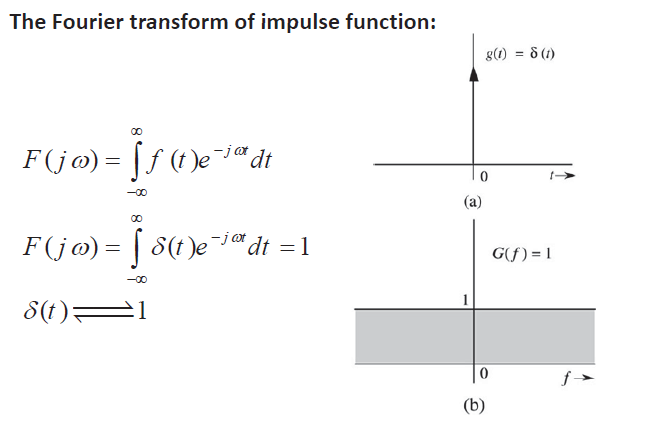 The Fourier transform of impulse function:
F(jω) = ∫_{-∞}^{∞} f(t)e^{-jωt}dt
F(jω) = ∫_{-∞}^{∞} δ(t)e^{-jωt}dt = 1
δ(t) ⇌ 1
g(t) = δ(t)
0
t→
(a)
G(f) = 1
1
0
f→
(b)